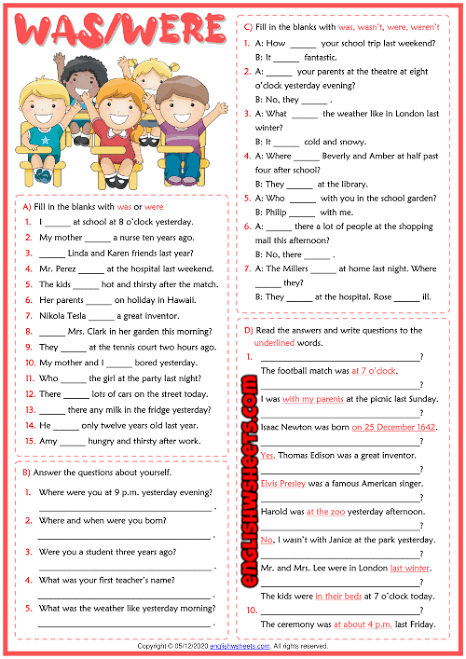 WAS/WERE
A) Fill in the blanks with was or were
1. I ______ at school at 8 o'clock yesterday.
2. My mother ______ a nurse ten years ago.
3. ______ Linda and Karen friends last year?
4. Mr. Perez ______ at the hospital last weekend.
5. The kids ______ hot and thirsty after the match.
6. Her parents ______ on holiday in Hawaii.
7. Nikola Tesla ______ a great inventor.
8. ______ Mrs. Clark in her garden this morning?
9. They ______ at the tennis court two hours ago.
10. My mother and I ______ bored yesterday.
11. Who ______ the girl at the party last night?
12. There ______ lots of cars on the street today.
13. ______ there any milk in the fridge yesterday?
14. He ______ only twelve years old last year.
15. Amy ______ hungry and thirsty after work.
B) Answer the questions about yourself.
1. Where were you at 9 p.m. yesterday evening?
______________________________ .
2. Where and when were you born?
______________________________ .
3. Were you a student three years ago?
______________________________ .
4. What was your first teacher's name?
______________________________ .
5. What was the weather like yesterday morning?
______________________________ .
C) Fill in the blanks with was, wasn't, were, weren't
1. A: How ______ your school trip last weekend?
B: It ______ fantastic.
2. A: ______ your parents at the theatre at eight
o'clock yesterday evening?
B: No, they ______ .
3. A: What ______ the weather like in London last
winter?
B: It ______ cold and snowy.
4. A: Where ______ Beverly and Amber at half past
four after school?
B: They ______ at the library.
5. A: Who ______ with you in the school garden?
B: Philip ______ with me.
6. A: ______ there a lot of people at the shopping
mall this afternoon?
B: No, there ______ .
7. A: The Millers ______ at home last night. Where
______ they?
B: They ______ at the hospital. Rose ______ ill.
D) Read the answers and write questions to the
underlined words.
1. ______________________________?
The football match was at 7 o'clock.
______________________________?
I was with my parents at the picnic last Sunday.
______________________________?
Isaac Newton was born on 25 December 1642.
______________________________?
Yes, Thomas Edison was a great inventor.
______________________________?
Elvis Presley was a famous American singer.
______________________________?
Harold was at the zoo yesterday afternoon.
______________________________?
No, I wasn't with Janice at the park yesterday.
______________________________?
Mr. and Mrs. Lee were in London last winter.
______________________________?
The kids were in their beds at 7 o'clock today.
10. ______________________________?
The ceremony was at about 4 p.m. last Friday.
englishwsheets.com
Copyright © 05/12/2020 englishwsheets.com. All rights reserved.